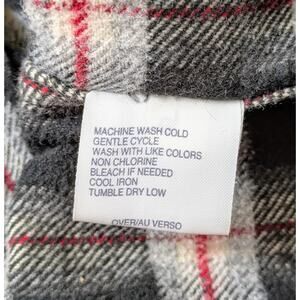 MACHINE WASH COLD
GENTLE CYCLE
WASH WITH LIKE COLORS
NON CHLORINE
BLEACH IF NEEDED
COOL IRON
TUMBLE DRY LOW
OVER/AU VERSO